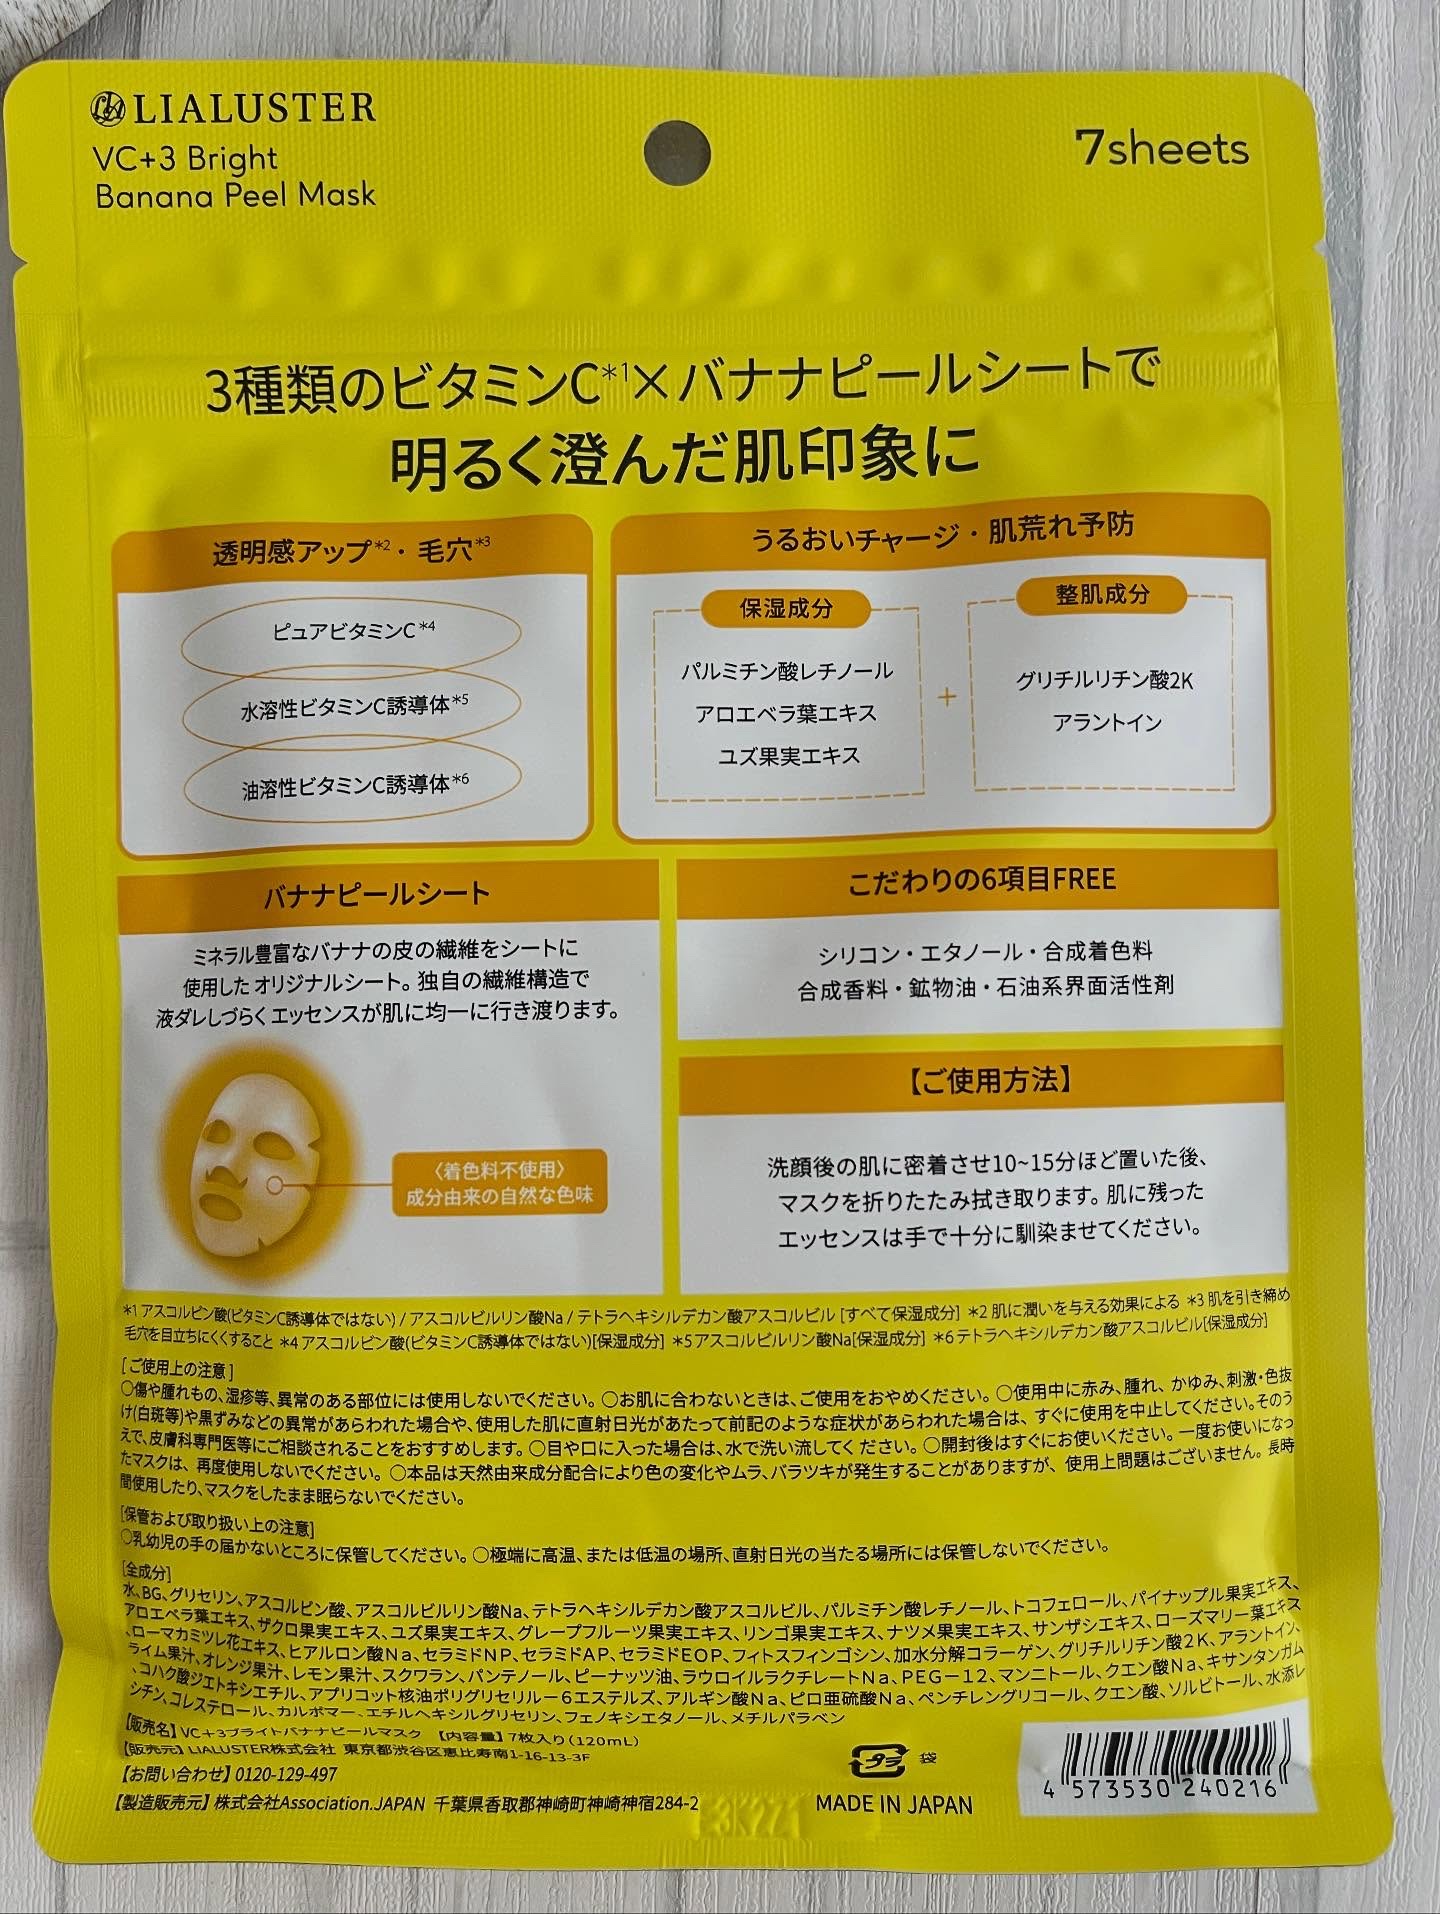 LIALUSTER
VC+3 Bright
Banana Peel Mask
7sheets
3種類のビタミンC*1×バナナピールシートで
明るく澄んだ肌印象に
透明感アップ*2・毛穴*3
ピュアビタミンC*4
水溶性ビタミンC誘導体*5
油溶性ビタミンC誘導体*6
うるおいチャージ・肌荒れ予防
保湿成分
パルミチン酸レチノール
アロエベラ葉エキス
ユズ果実エキス
+
整肌成分
グリチルリチン酸2K
アラントイン
バナナピールシート
ミネラル豊富なバナナの皮の繊維をシートに
使用したオリジナルシート。独自の繊維構造で
液ダレしづらくエッセンスが肌に均一に行き渡ります。
〈着色料不使用〉
成分由来の自然な色味
こだわりの6項目FREE
シリコン・エタノール・合成着色料
合成香料・鉱物油・石油系界面活性剤
【ご使用方法】
洗顔後の肌に密着させ10~15分ほど置いた後、
マスクを折りたたみ拭き取ります。肌に残った
エッセンスは手で十分に馴染ませてください。
*1 アスコルビン酸(ビタミンC誘導体ではない) / アスコルビルリン酸Na / テトラヘキシルデカン酸アスコルビル [すべて保湿成分] *2 肌に潤いを与える効果による *3 肌を引き締め
毛穴を目立ちにくくすること *4 アスコルビン酸(ビタミンC誘導体ではない)[保湿成分] *5 アスコルビルリン酸Na[保湿成分] *6 テトラヘキシルデカン酸アスコルビル[保湿成分]
[ご使用上の注意]
○傷や腫れもの、湿疹等、異常のある部位には使用しないでください。○お肌に合わないときは、ご使用をおやめください。○使用中に赤み、腫れ、かゆみ、刺激・色抜
け(白斑等)や黒ずみなどの異常があらわれた場合や、使用した肌に直射日光があたって前記のような症状があらわれた場合は、すぐに使用を中止してください。そのう
えで、皮膚科専門医等にご相談されることをおすすめします。○目や口に入った場合は、水で洗い流してください。○開封後はすぐにお使いください。一度お使いになっ
たマスクは、再度使用しないでください。○本品は天然由来成分配合により色の変化やムラ、バラツキが発生することがありますが、使用上問題はございません。長時
間使用したり、マスクをしたまま眠らないでください。
[保管および取り扱い上の注意]
○乳幼児の手の届かないところに保管してください。○極端に高温、または低温の場所、直射日光の当たる場所には保管しないでください。
[全成分]
水、BG、グリセリン、アスコルビン酸、アスコルビルリン酸Na、テトラヘキシルデカン酸アスコルビル、パルミチン酸レチノール、トコフェロール、パイナップル果実エキス、
アロエベラ葉エキス、ザクロ果実エキス、ユズ果実エキス、グレープフルーツ果実エキス、リンゴ果実エキス、ナツメ果実エキス、サンザシエキス、ローズマリー葉エキス
、ローマカミツレ花エキス、ヒアルロン酸Na、セラミドNP、セラミドAP、セラミドEOP、フィトスフィンゴシン、加水分解コラーゲン、グリチルリチン酸2K、アラントイン、
ライム果汁、オレンジ果汁、レモン果汁、スクワラン、パンテノール、ピーナッツ油、ラウロイルラクチレートNa、PEG－12、マンニトール、クエン酸Na、キサンタンガム
、コハク酸ジエトキシエチル、アプリコット核油ポリグリセリル－6エステルズ、アルギン酸Na、ピロ亜硫酸Na、ペンチレングリコール、クエン酸、ソルビトール、水添レ
シチン、コレステロール、カルボマー、エチルヘキシルグリセリン、フェノキシエタノール、メチルパラベン
【販売名】VC＋3ブライトバナナピールマスク 【内容量】7枚入り(120mL)
【販売元】LIALUSTER株式会社 東京都渋谷区恵比寿南1-16-13-3F
【お問い合わせ】0120-129-497
【製造販売元】株式会社Association.JAPAN 千葉県香取郡神崎町神崎神宿284-2
3K221
プラ
袋
MADE IN JAPAN
4 573530 240216